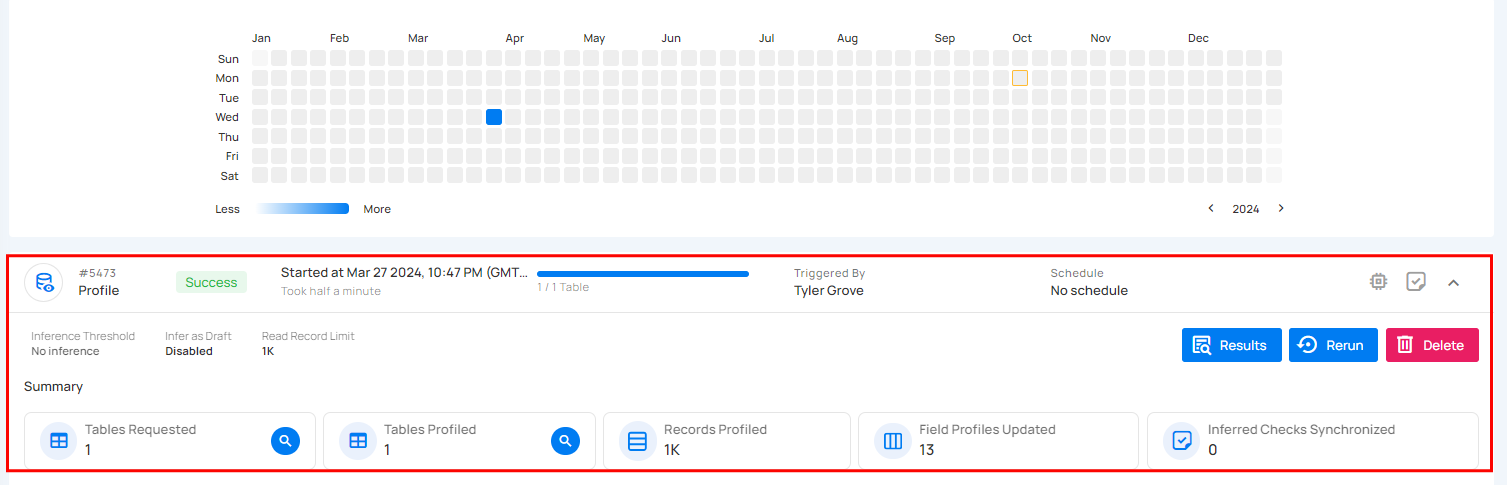 Jan Feb Mar Apr May Jun Jul Aug Sep Oct Nov Dec
Sun
Mon
Tue
Wed
Thu
Fri
Sat
Less More 2024
#5473
Profile
Success
Started at Mar 27 2024, 10:47 PM (GMT...
Took half a minute
1 / 1 Table
Triggered By
Tyler Grove
Schedule
No schedule
Inference Threshold
No inference
Infer as Draft
Disabled
Read Record Limit
1K
Results
Rerun
Delete
Summary
Tables Requested
1
Tables Profiled
1
Records Profiled
1K
Field Profiles Updated
13
Inferred Checks Synchronized
0